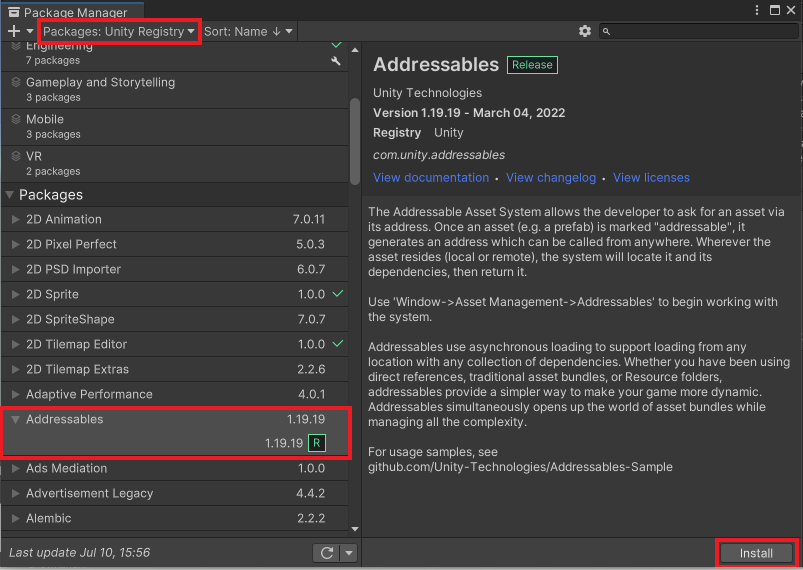 Package Manager
Packages: Unity Registry
Sort: Name ↓
Engineering
7 packages
Gameplay and Storytelling
3 packages
Mobile
3 packages
VR
2 packages
Packages
2D Animation 7.0.11
2D Pixel Perfect 5.0.3
2D PSD Importer 6.0.7
2D Sprite 1.0.0
2D SpriteShape 7.0.7
2D Tilemap Editor 1.0.0
2D Tilemap Extras 2.2.6
Adaptive Performance 4.0.1
Addressables 1.19.19
1.19.19 R
Ads Mediation 1.0.0
Advertisement Legacy 4.4.2
Alembic 2.2.2
Last update Jul 10, 15:56
Addressables Release
Unity Technologies
Version 1.19.19 - March 04, 2022
Registry Unity
com.unity.addressables
View documentation • View changelog • View licenses
The Addressable Asset System allows the developer to ask for an asset via
its address. Once an asset (e.g. a prefab) is marked "addressable", it
generates an address which can be called from anywhere. Wherever the
asset resides (local or remote), the system will locate it and its
dependencies, then return it.
Use 'Window->Asset Management->Addressables' to begin working with
the system.
Addressables use asynchronous loading to support loading from any
location with any collection of dependencies. Whether you have been using
direct references, traditional asset bundles, or Resource folders,
addressables provide a simpler way to make your game more dynamic.
Addressables simultaneously opens up the world of asset bundles while
managing all the complexity.
For usage samples, see
github.com/Unity-Technologies/Addressables-Sample
Install